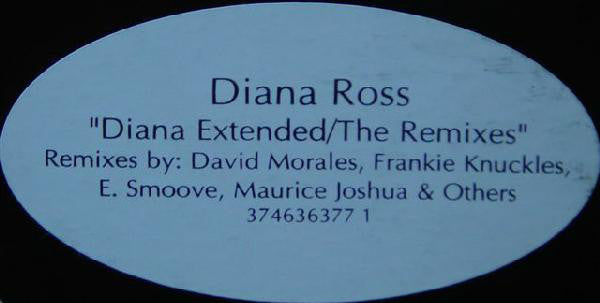 Diana Ross
"Diana Extended/The Remixes"
Remixes by: David Morales, Frankie Knuckles,
E. Smoove, Maurice Joshua & Others
374636377 1